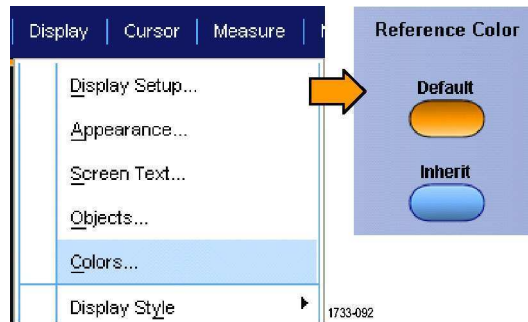 Display Cursor Measure
Display Setup...
Appearance...
Screen Text...
Objects...
Colors...
Display Style
Reference Color
Default
Inherit
1733-092